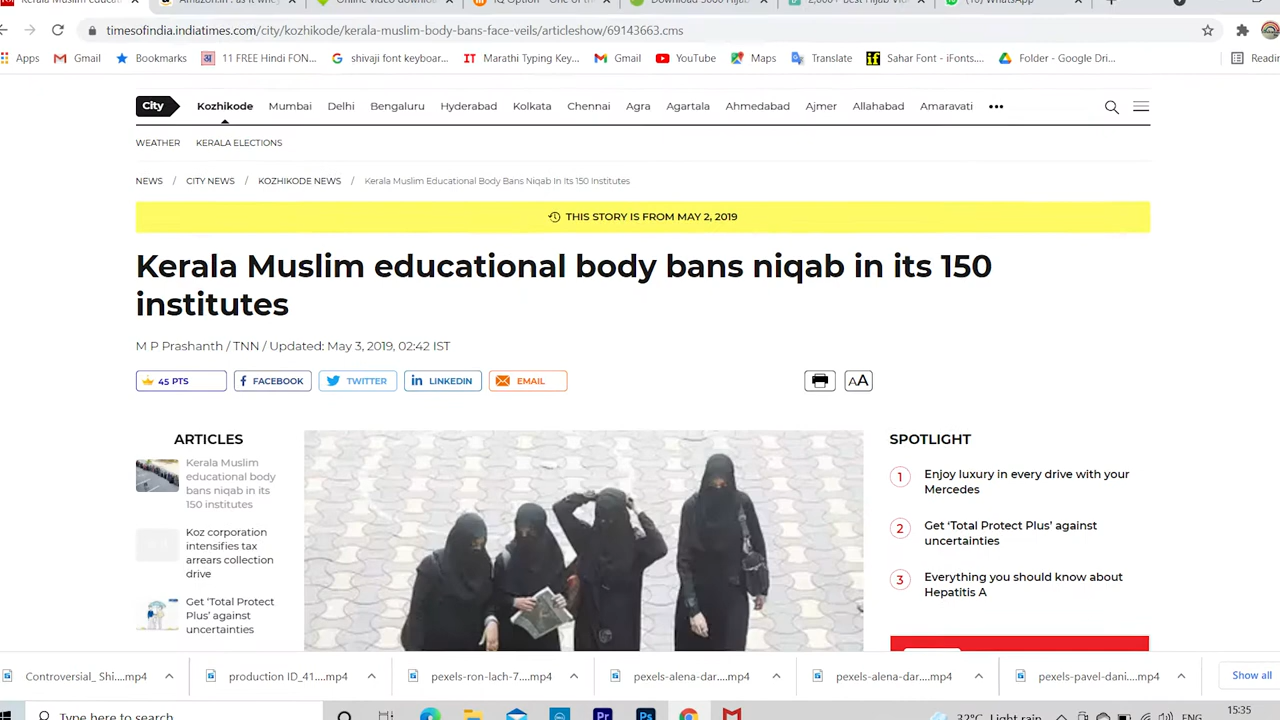 timesofindia.indiatimes.com/city/kozhikode/kerala-muslim-body-bans-face-veils/articleshow/69143663.cms
Apps Gmail Bookmarks 11 FREE Hindi FON... shivaji font keyboar... Marathi Typing Key... Gmail YouTube Maps Translate Sahar Font - iFonts.... Folder - Google Dri...
City Kozhikode Mumbai Delhi Bengaluru Hyderabad Kolkata Chennai Agra Agartala Ahmedabad Ajmer Allahabad Amaravati
WEATHER KERALA ELECTIONS
NEWS / CITY NEWS / KOZHIKODE NEWS / Kerala Muslim Educational Body Bans Niqab In Its 150 Institutes
THIS STORY IS FROM MAY 2, 2019
Kerala Muslim educational body bans niqab in its 150
institutes
M P Prashanth / TNN / Updated: May 3, 2019, 02:42 IST
45 PTS FACEBOOK TWITTER LINKEDIN EMAIL AA
ARTICLES
Kerala Muslim
educational body
bans niqab in its
150 institutes
Koz corporation
intensifies tax
arrears collection
drive
Get ‘Total Protect
Plus’ against
uncertainties
SPOTLIGHT
1 Enjoy luxury in every drive with your
Mercedes
2 Get ‘Total Protect Plus’ against
uncertainties
3 Everything you should know about
Hepatitis A
Controversial_ Shi....mp4 production ID_41....mp4 pexels-ron-lach-7....mp4 pexels-alena-dar....mp4 pexels-alena-dar....mp4 pexels-pavel-dani....mp4 Show all
Type here to search 32°C Light rain ENG 15:35